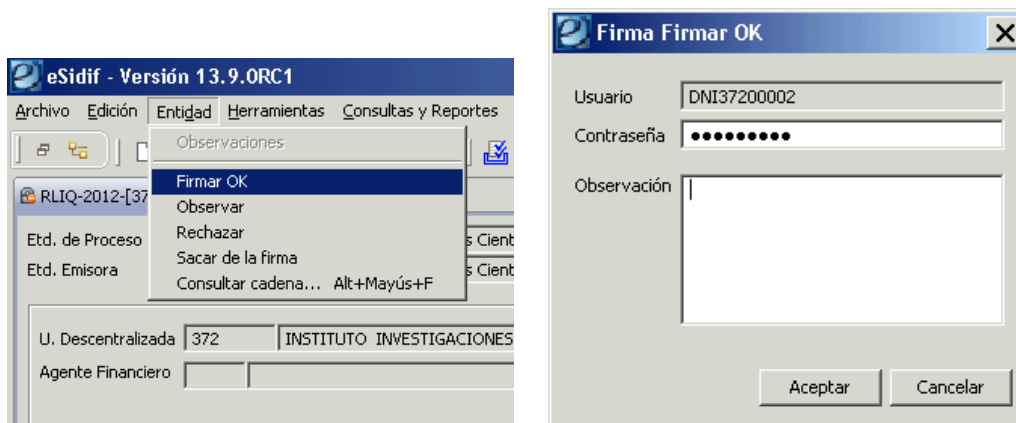 eSidif - Versión 13.9.0RC1
Archivo Edición Entidad Herramientas Consultas y Reportes
Observaciones
Firmar OK
Observar
Rechazar
Sacar de la firma
Consultar cadena... Alt+Mayús+F
RLIQ-2012-[37
Etd. de Proceso s Cient
Etd. Emisora s Cient
U. Descentralizada 372 INSTITUTO INVESTIGACIONES
Agente Financiero
Firma Firmar OK
Usuario DNI37200002
Contraseña ●●●●●●●●●
Observación
Aceptar Cancelar